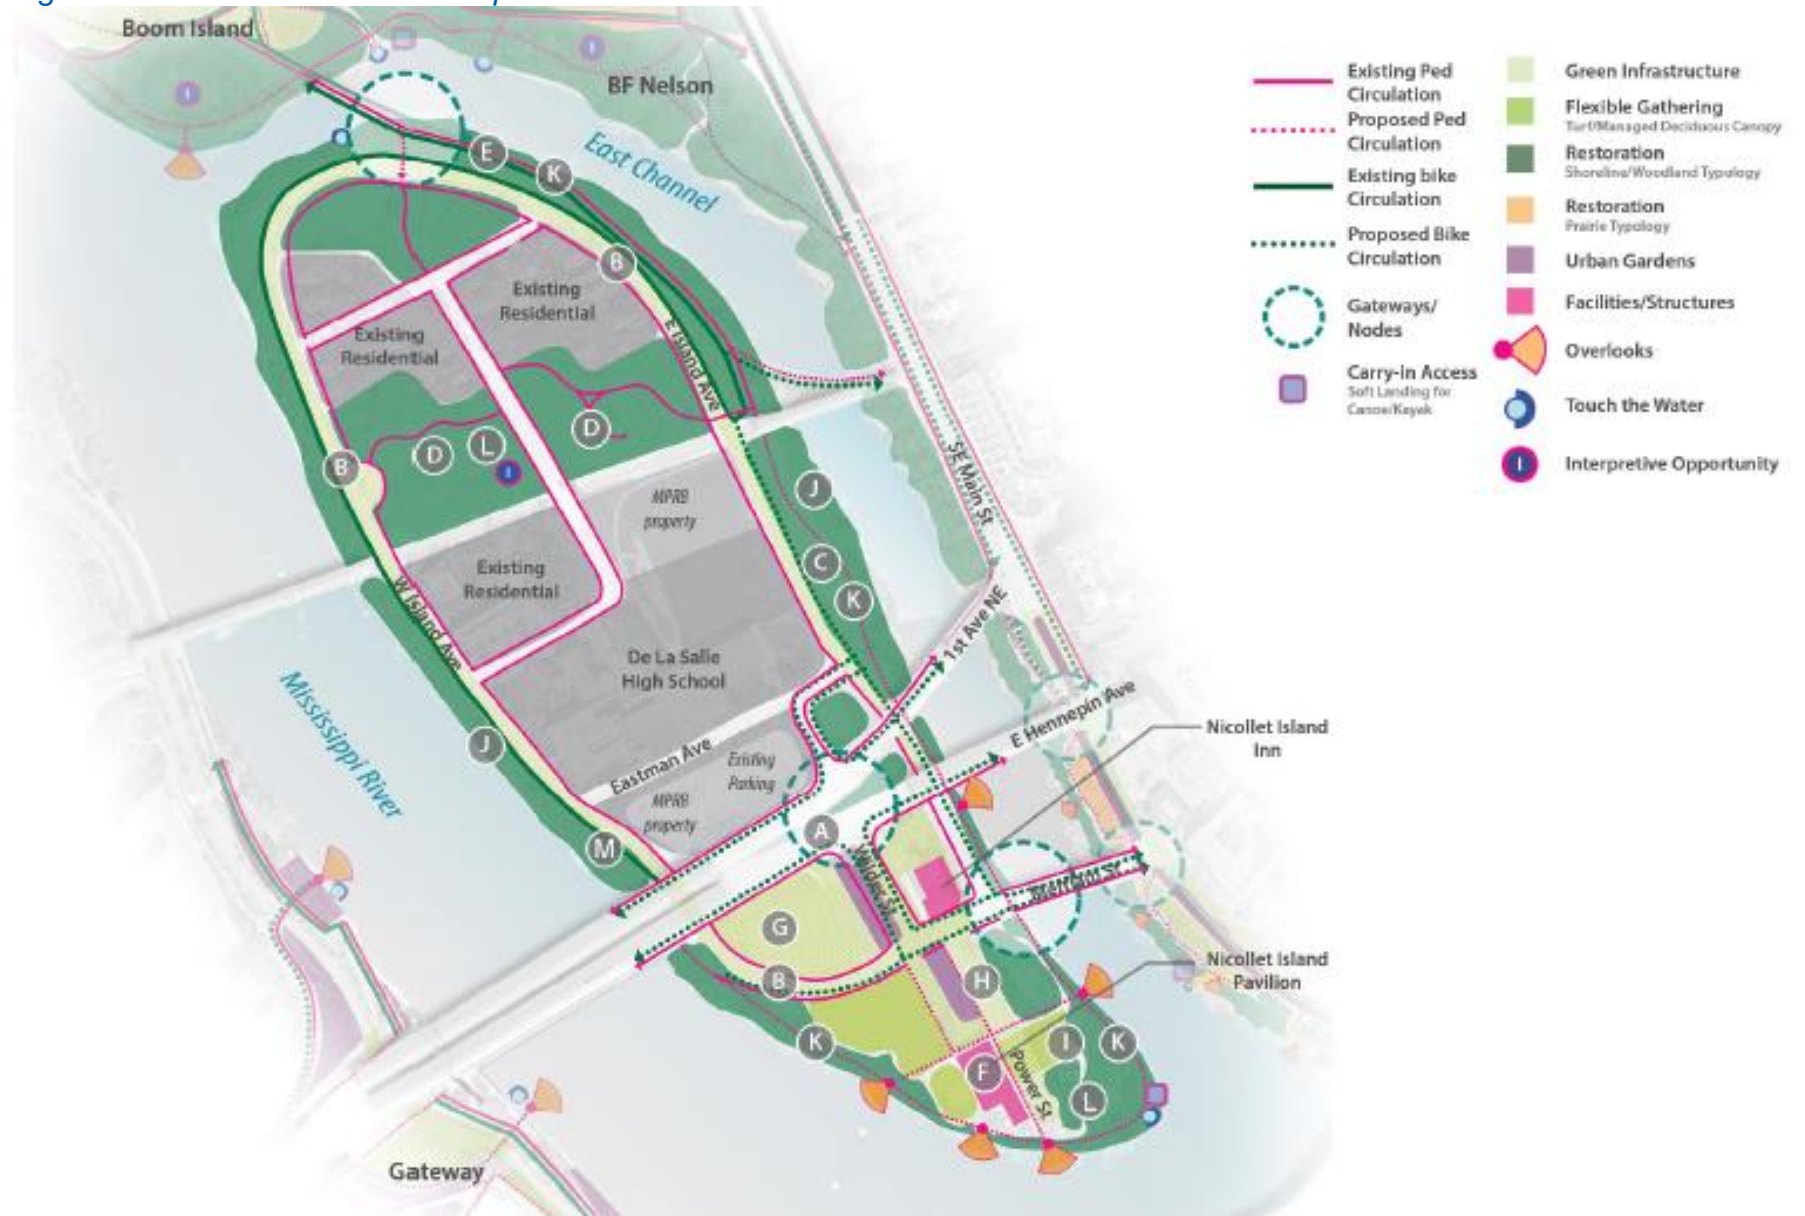 Boom Island
BF Nelson
East Channel
E
K
B
Existing
Residential
Existing
Residential
E Island Ave
D
L
D
I
B
MPRB
property
J
SE Main St
C
K
Existing
Residential
W Island Ave
1st Ave NE
De La Salle
High School
Mississippi River
J
Eastman Ave
Existing
Parking
MPRB
property
E Hennepin Ave
Nicollet Island
Inn
M
A
Wilder St
G
B
H
Nicollet Island
Pavilion
K
I
K
F
Power St
L
Gateway
I
I
Existing Ped
Circulation
Proposed Ped
Circulation
Existing bike
Circulation
Proposed Bike
Circulation
Gateways/
Nodes
Carry-in Access
Soft Landing for
Canoe/Kayak
Green Infrastructure
Flexible Gathering
Turf/Managed Deciduous Canopy
Restoration
Shoreline/Woodland Typology
Restoration
Prairie Typology
Urban Gardens
Facilities/Structures
Overlooks
Touch the Water
I
Interpretive Opportunity